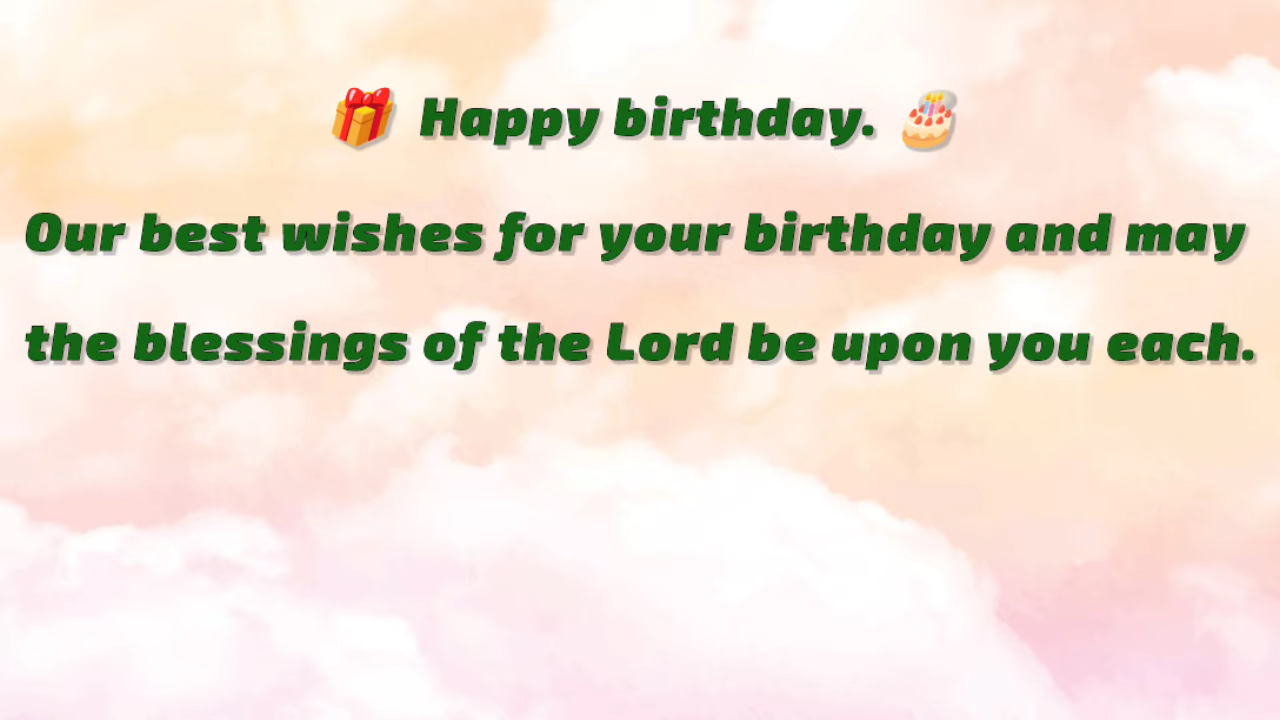 🎁 Happy birthday. 🎂
Our best wishes for your birthday and may
the blessings of the Lord be upon you each.